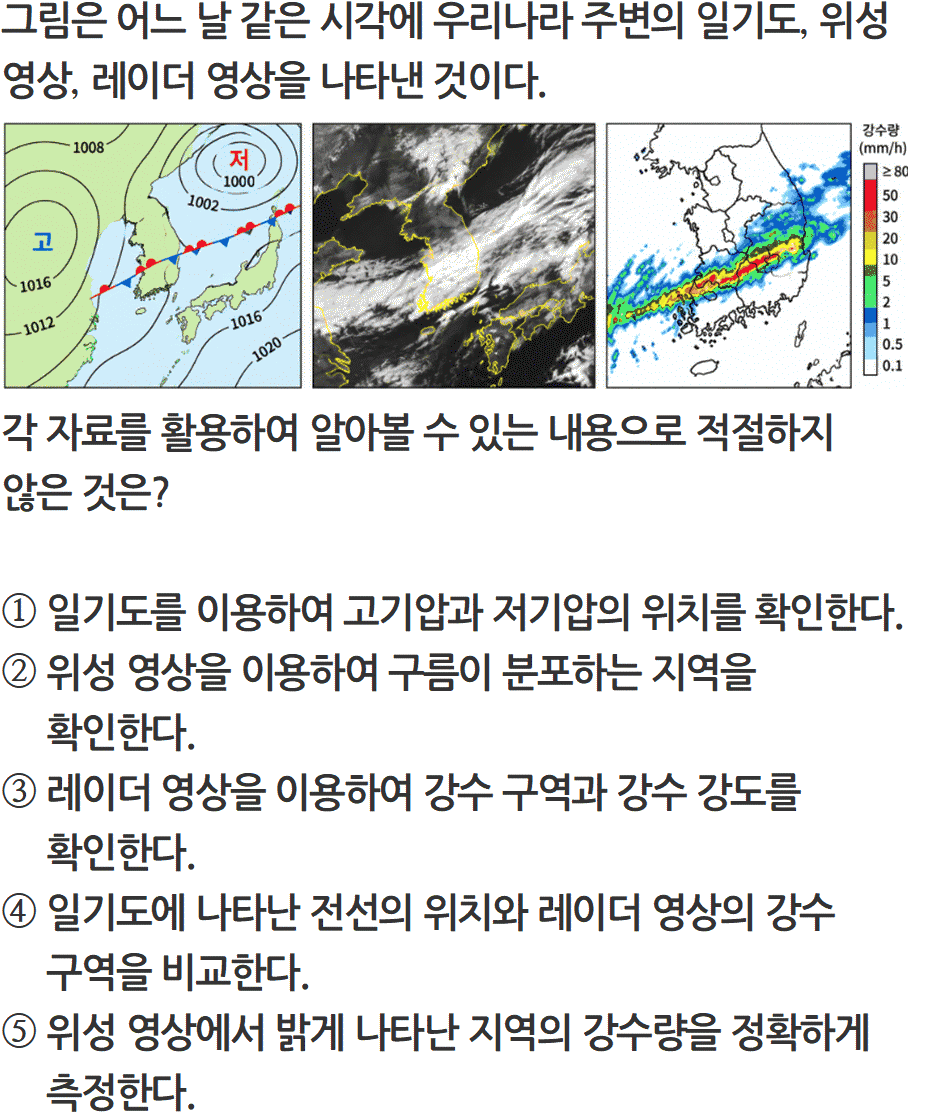 그림은 어느 날 같은 시각에 우리나라 주변의 일기도, 위성
영상, 레이더 영상을 나타낸 것이다.
1008
저
1000
1002
고
1016
1012
1016
1020
강수량
(mm/h)
≥ 80
50
30
20
10
5
2
1
0.5
0.1
각 자료를 활용하여 알아볼 수 있는 내용으로 적절하지
않은 것은?
① 일기도를 이용하여 고기압과 저기압의 위치를 확인한다.
② 위성 영상을 이용하여 구름이 분포하는 지역을
확인한다.
③ 레이더 영상을 이용하여 강수 구역과 강수 강도를
확인한다.
④ 일기도에 나타난 전선의 위치와 레이더 영상의 강수
구역을 비교한다.
⑤ 위성 영상에서 밝게 나타난 지역의 강수량을 정확하게
측정한다.